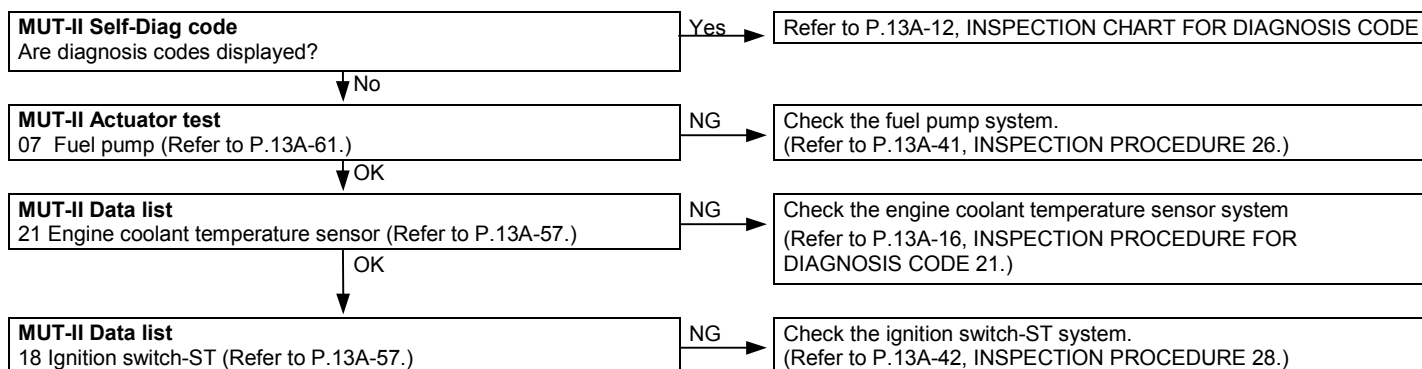 MUT-II Self-Diag code
Are diagnosis codes displayed?
Yes
Refer to P.13A-12, INSPECTION CHART FOR DIAGNOSIS CODE
No
MUT-II Actuator test
07 Fuel pump (Refer to P.13A-61.)
NG
Check the fuel pump system.
(Refer to P.13A-41, INSPECTION PROCEDURE 26.)
OK
MUT-II Data list
21 Engine coolant temperature sensor (Refer to P.13A-57.)
NG
Check the engine coolant temperature sensor system
(Refer to P.13A-16, INSPECTION PROCEDURE FOR
DIAGNOSIS CODE 21.)
OK
MUT-II Data list
18 Ignition switch-ST (Refer to P.13A-57.)
NG
Check the ignition switch-ST system.
(Refer to P.13A-42, INSPECTION PROCEDURE 28.)